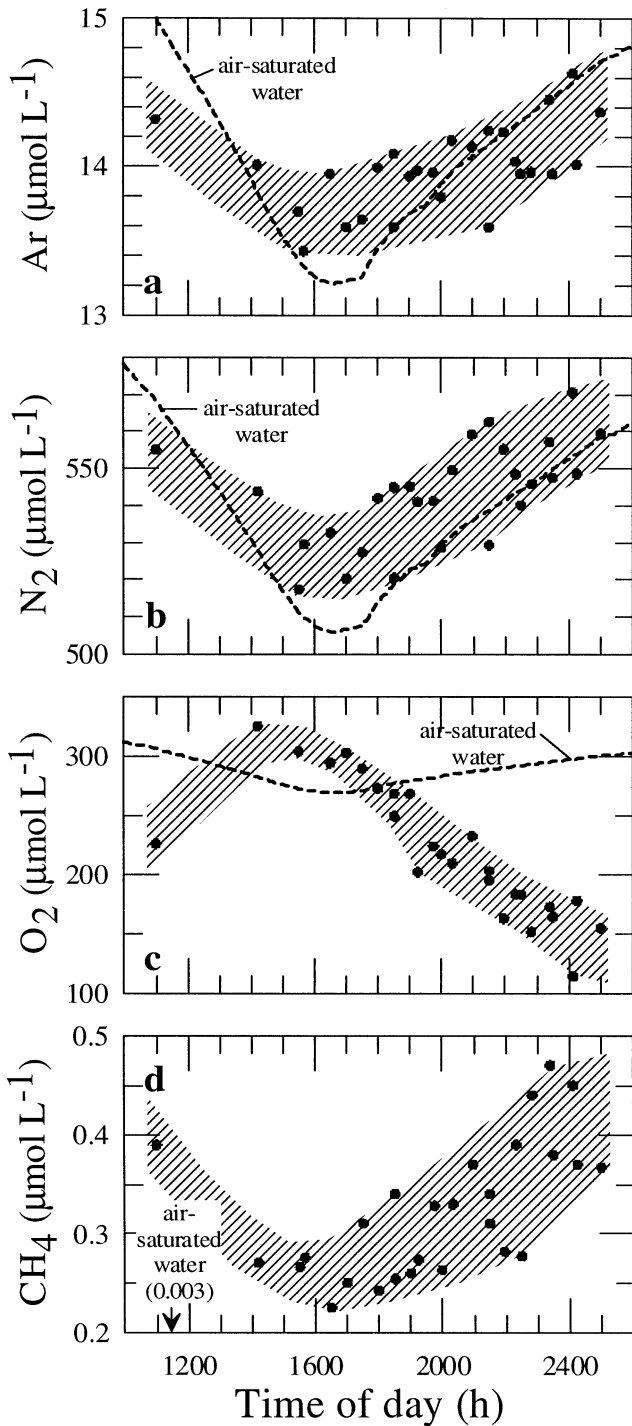 15
air-saturated
water
14
Ar (μmol L⁻¹)
a
13
air-saturated
water
550
N₂ (μmol L⁻¹)
b
500
air-saturated
water
300
200
O₂ (μmol L⁻¹)
c
100
0.5
d
0.4
CH₄ (μmol L⁻¹)
0.3
air-
saturated
water
(0.003)
0.2
1200 1600 2000 2400
Time of day (h)